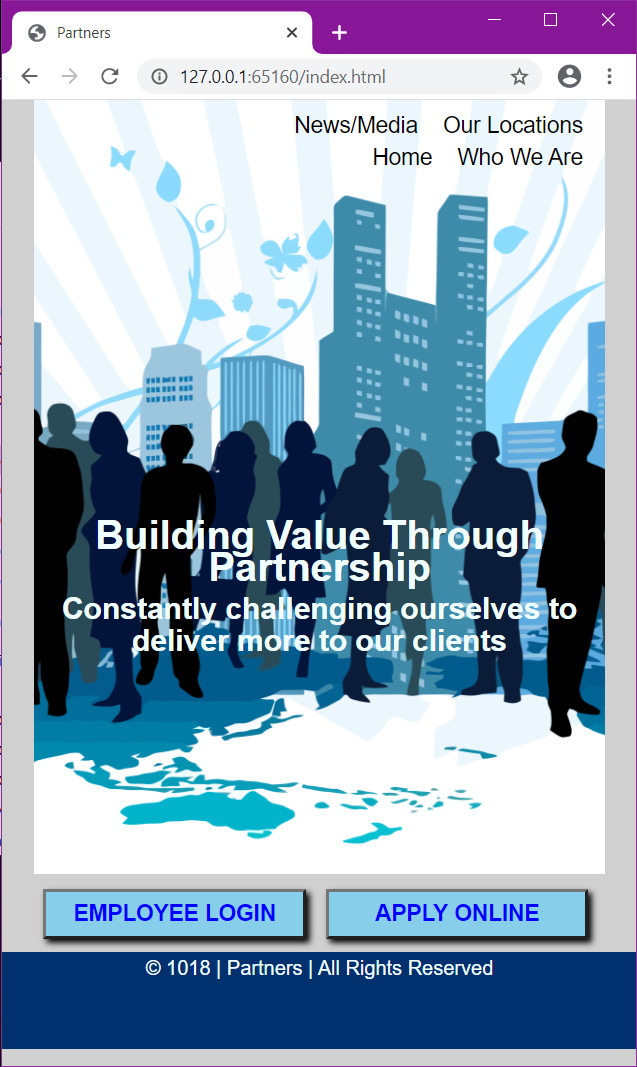 Partners
127.0.0.1:65160/index.html
News/Media Our Locations
Home Who We Are
Building Value Through
Partnership
Constantly challenging ourselves to
deliver more to our clients
EMPLOYEE LOGIN APPLY ONLINE
© 1018 | Partners | All Rights Reserved